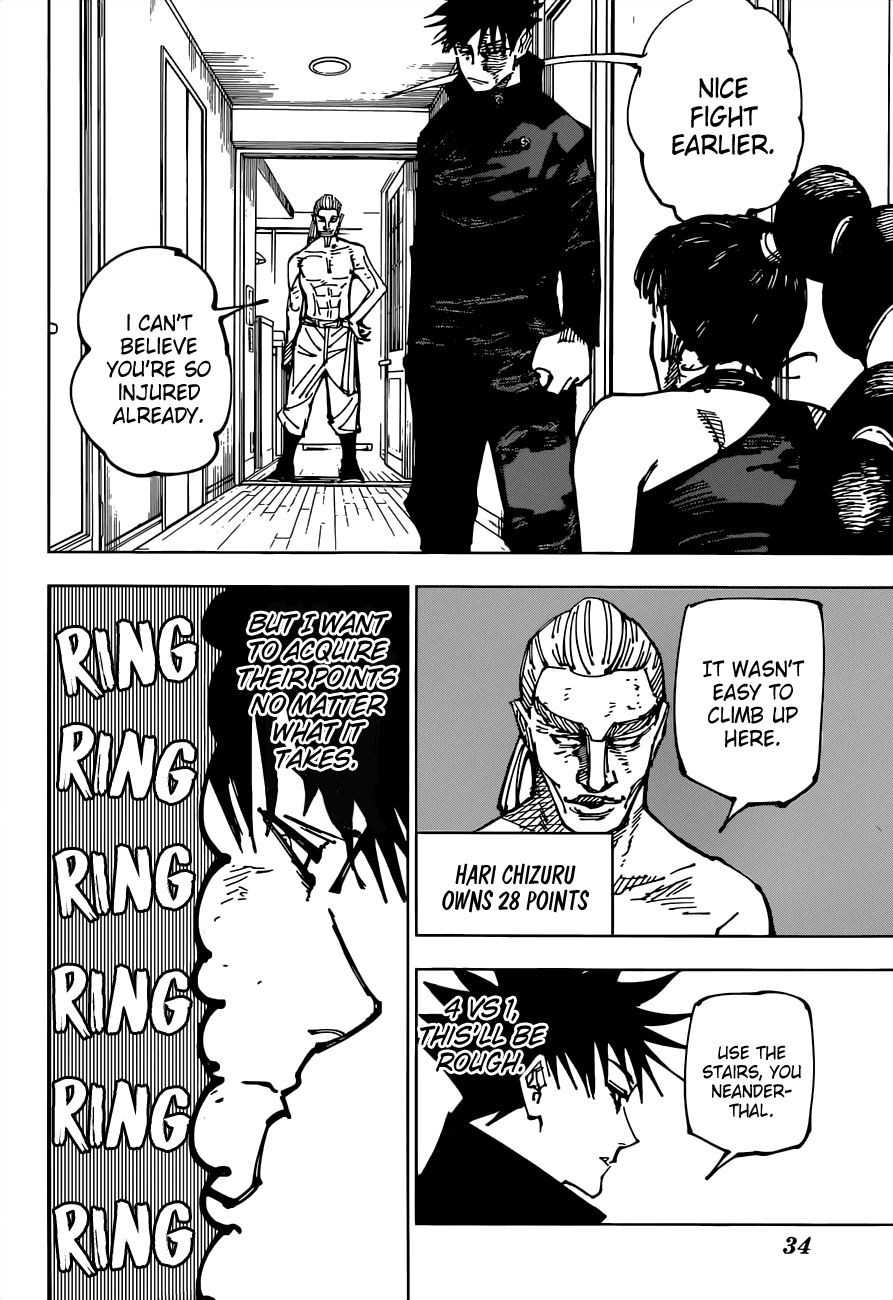 NICE
FIGHT
EARLIER.
I CAN'T
BELIEVE
YOU'RE SO
INJURED
ALREADY.
IT WASN'T
EASY TO
CLIMB UP
HERE.
HARI CHIZURU
OWNS 28 POINTS
USE THE
STAIRS, YOU
NEANDER-
THAL.
4 VS 1,
THIS'LL BE
ROUGH.
BUT I WANT
TO ACQUIRE
THEIR POINTS
NO MATTER
WHAT IT
TAKES.
RING
RING
RING
RING
RING
RING
34